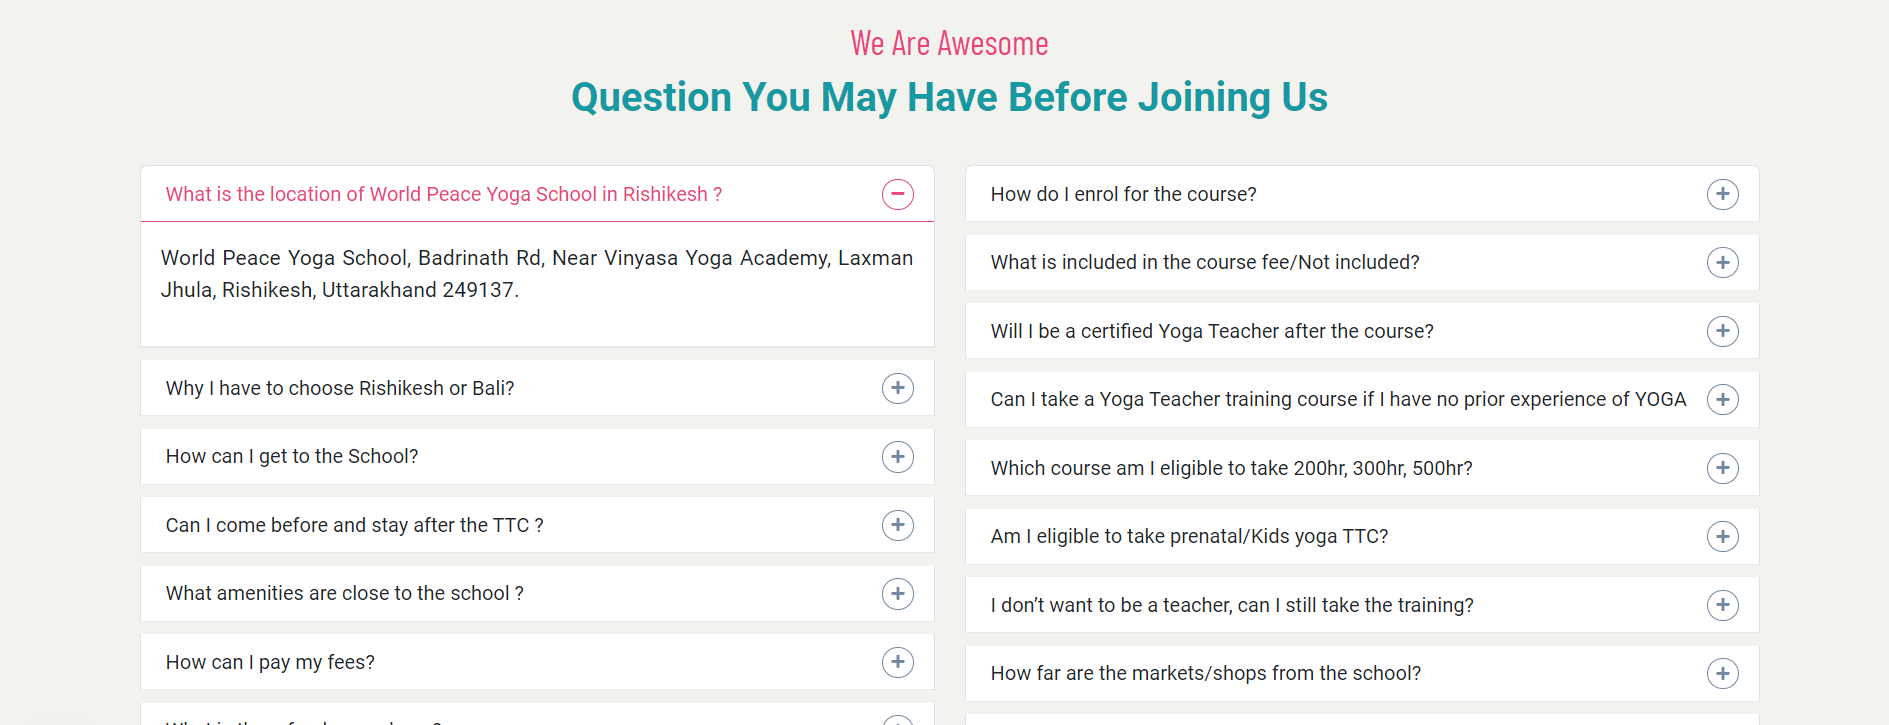 We Are Awesome
Question You May Have Before Joining Us
What is the location of World Peace Yoga School in Rishikesh ?
World Peace Yoga School, Badrinath Rd, Near Vinyasa Yoga Academy, Laxman
Jhula, Rishikesh, Uttarakhand 249137.
Why I have to choose Rishikesh or Bali?
How can I get to the School?
Can I come before and stay after the TTC ?
What amenities are close to the school ?
How can I pay my fees?
How do I enrol for the course?
What is included in the course fee/Not included?
Will I be a certified Yoga Teacher after the course?
Can I take a Yoga Teacher training course if I have no prior experience of YOGA
Which course am I eligible to take 200hr, 300hr, 500hr?
Am I eligible to take prenatal/Kids yoga TTC?
I don’t want to be a teacher, can I still take the training?
How far are the markets/shops from the school?